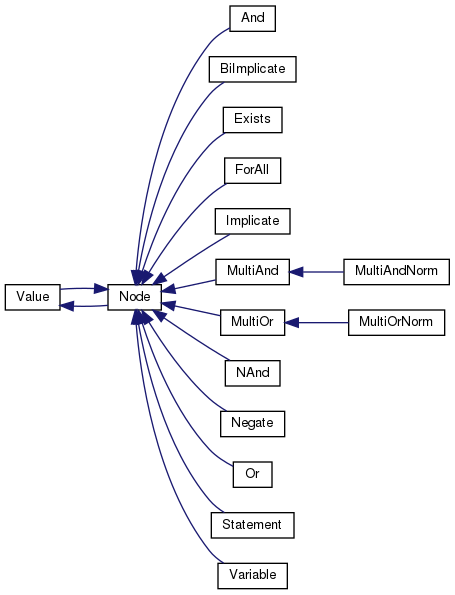 And
BiImplicate
Exists
ForAll
Implicate
MultiAnd
MultiAndNorm
Value
Node
MultiOr
MultiOrNorm
NAnd
Negate
Or
Statement
Variable